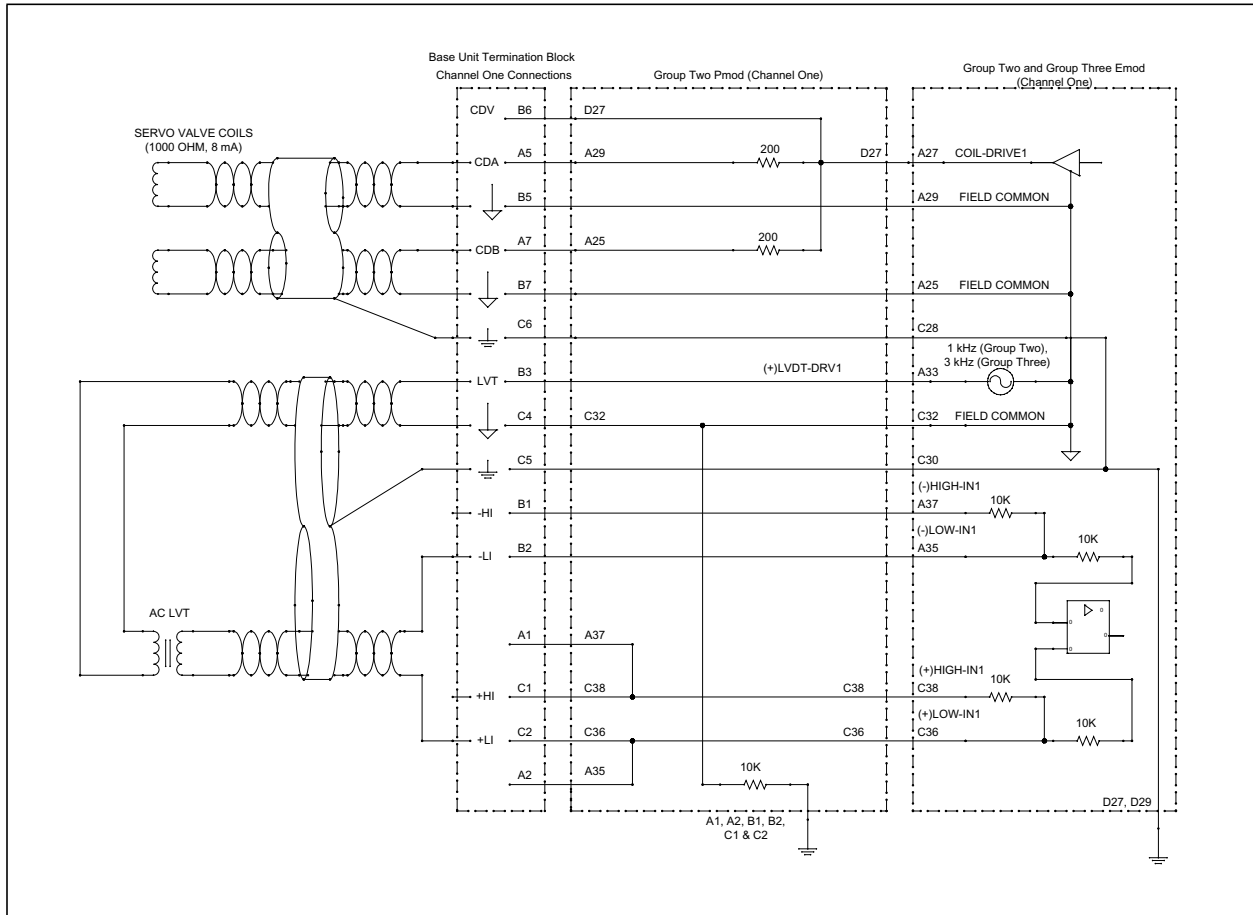 Base Unit Termination Block
Channel One Connections
Group Two Pmod (Channel One)
Group Two and Group Three Emod
(Channel One)
SERVO VALVE COILS
(1000 OHM, 8 mA)
CDV B6 D27
CDA A5 A29 200 D27 A27 COIL-DRIVE1
B5 A29 FIELD COMMON
CDB A7 A25 200
B7 A25 FIELD COMMON
C6 C28
1 kHz (Group Two),
3 kHz (Group Three)
LVT B3 (+)LVDT-DRV1 A33
C4 C32 C32 FIELD COMMON
C5 C30
(-)HIGH-IN1
-HI B1 A37 10K
(-)LOW-IN1
-LI B2 A35 10K
AC LVT
A1 A37
(+)HIGH-IN1
+HI C1 C38 C38 C38 10K
(+)LOW-IN1
+LI C2 C36 C36 C36 10K
A2 A35 10K
D27, D29
A1, A2, B1, B2,
C1 & C2